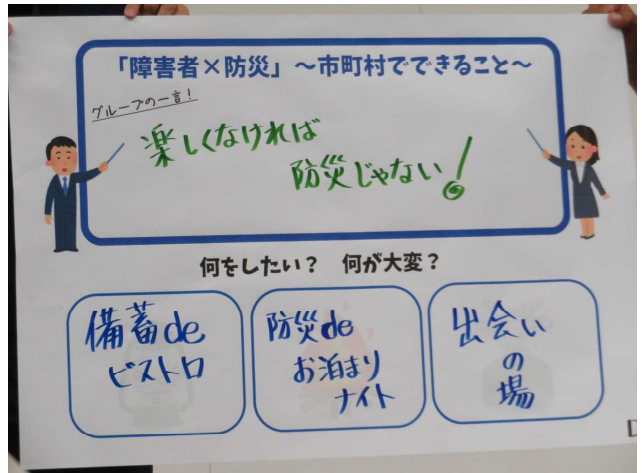 「障害者×防災」～市町村でできること～
グループの一言！
楽しくなければ
防災じゃない！
何をしたい？　何が大変？
備蓄de
ビストロ
防災de
お泊まり
ナイト
出会い
の
場